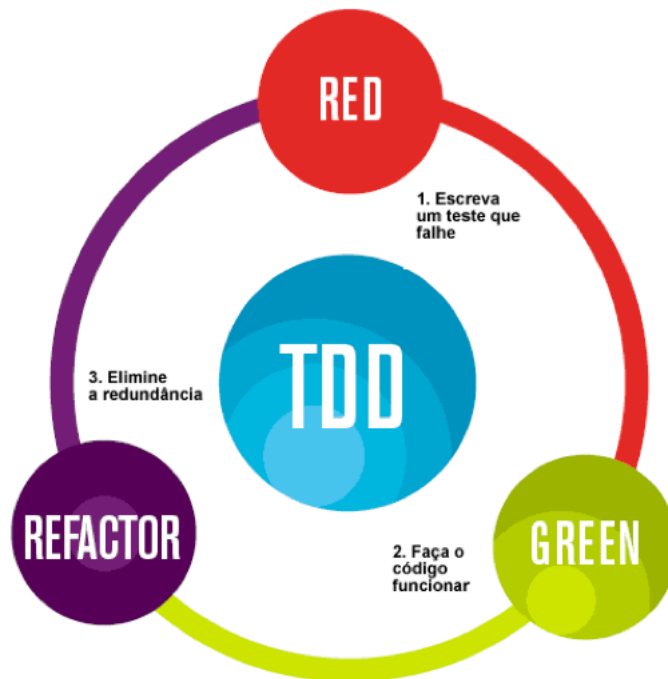 RED
1. Escreva
um teste que
falhe
TDD
3. Elimine
a redundância
REFACTOR
GREEN
2. Faça o
código
funcionar